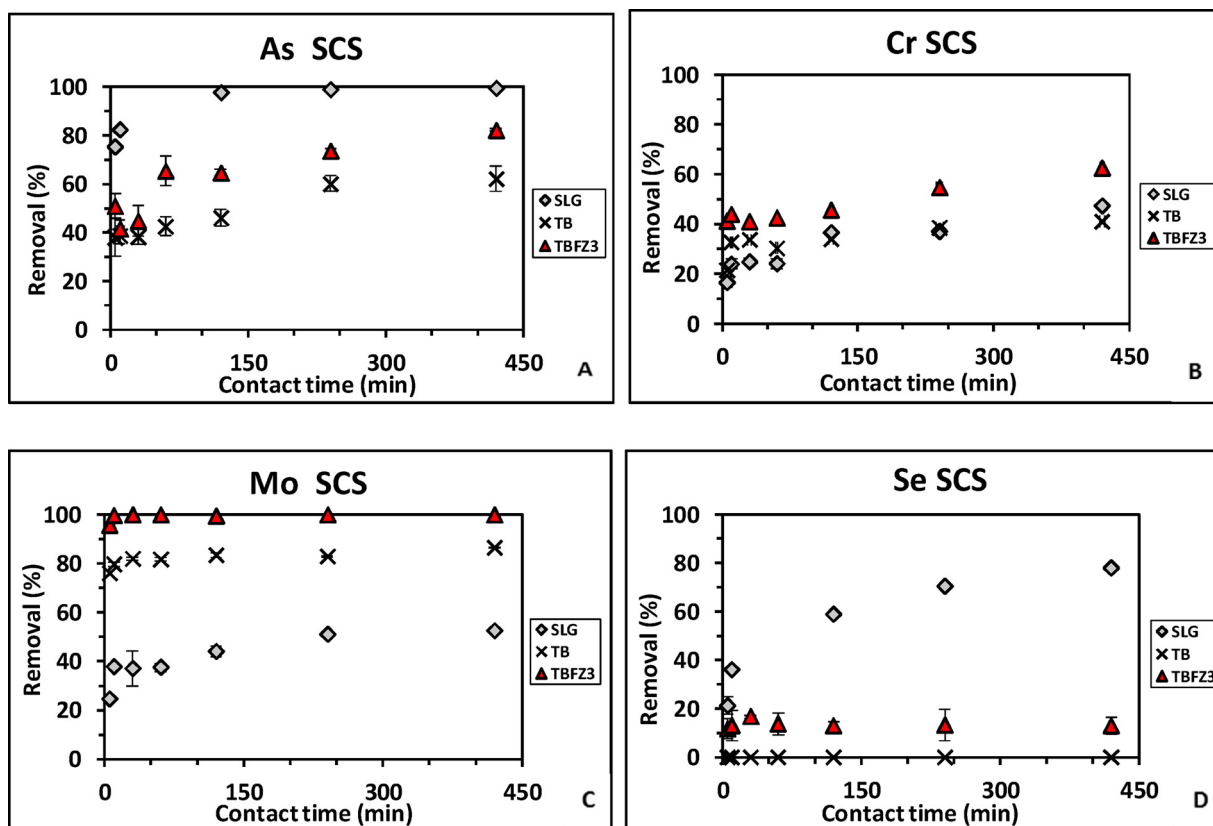 As SCS
100
80
60
40
20
0
Removal (%)
0 150 300 450
Contact time (min)
SLG
TB
TBFZ3
A
Cr SCS
100
80
60
40
20
0
Removal (%)
0 150 300 450
Contact time (min)
SLG
TB
TBFZ3
B
Mo SCS
100
80
60
40
20
0
Removal (%)
0 150 300 450
Contact time (min)
SLG
TB
TBFZ3
C
Se SCS
100
80
60
40
20
0
Removal (%)
0 150 300 450
Contact time (min)
SLG
TB
TBFZ3
D